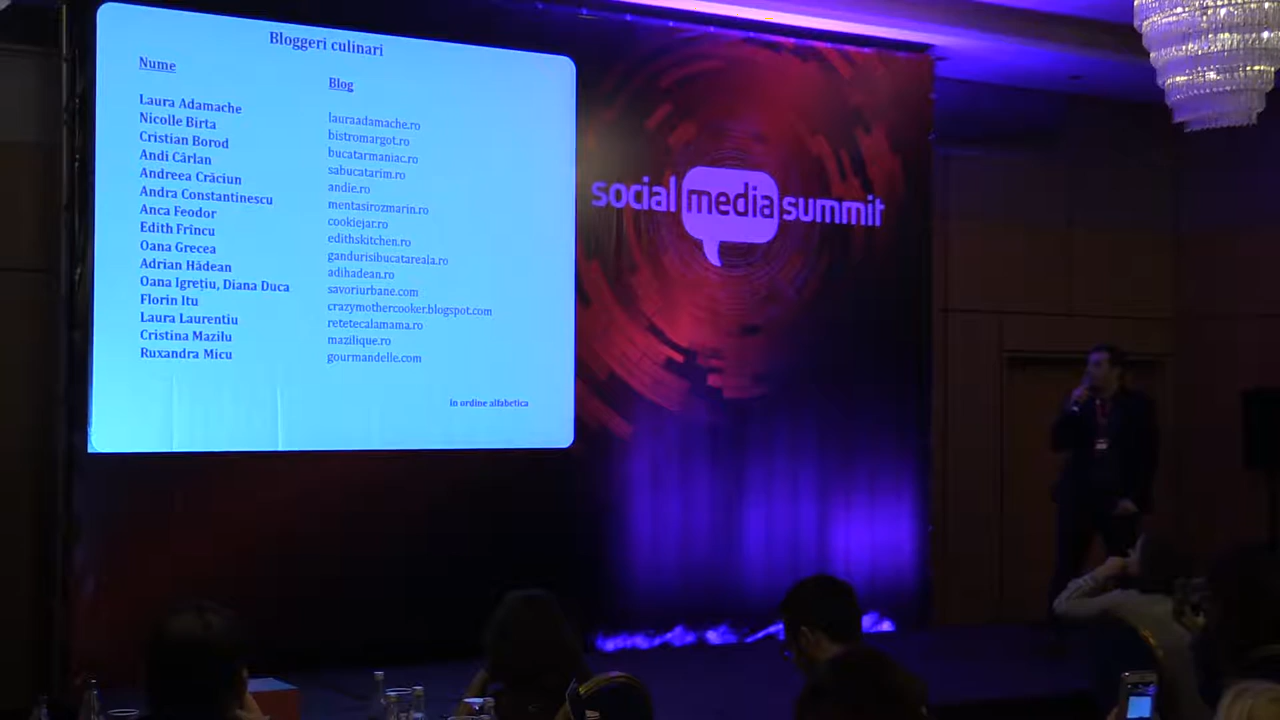 Bloggeri culinari
Nume Blog
Laura Adamache lauraadamache.ro
Nicolle Birta bistromargot.ro
Cristian Borod bucatarmaniac.ro
Andi Cârlan sabucatarim.ro
Andreea Crăciun andie.ro
Andra Constantinescu mentasirozmarin.ro
Anca Feodor cookiejar.ro
Edith Frîncu edithskitchen.ro
Oana Grecea gandurisibucatareala.ro
Adrian Hădean adihadean.ro
Oana Igrețiu, Diana Duca savoriurbane.com
Florin Itu crazymothercooker.blogspot.com
Laura Laurentiu retetecalamama.ro
Cristina Mazilu mazilique.ro
Ruxandra Micu gourmandelle.com
in ordine alfabetica
social media summit